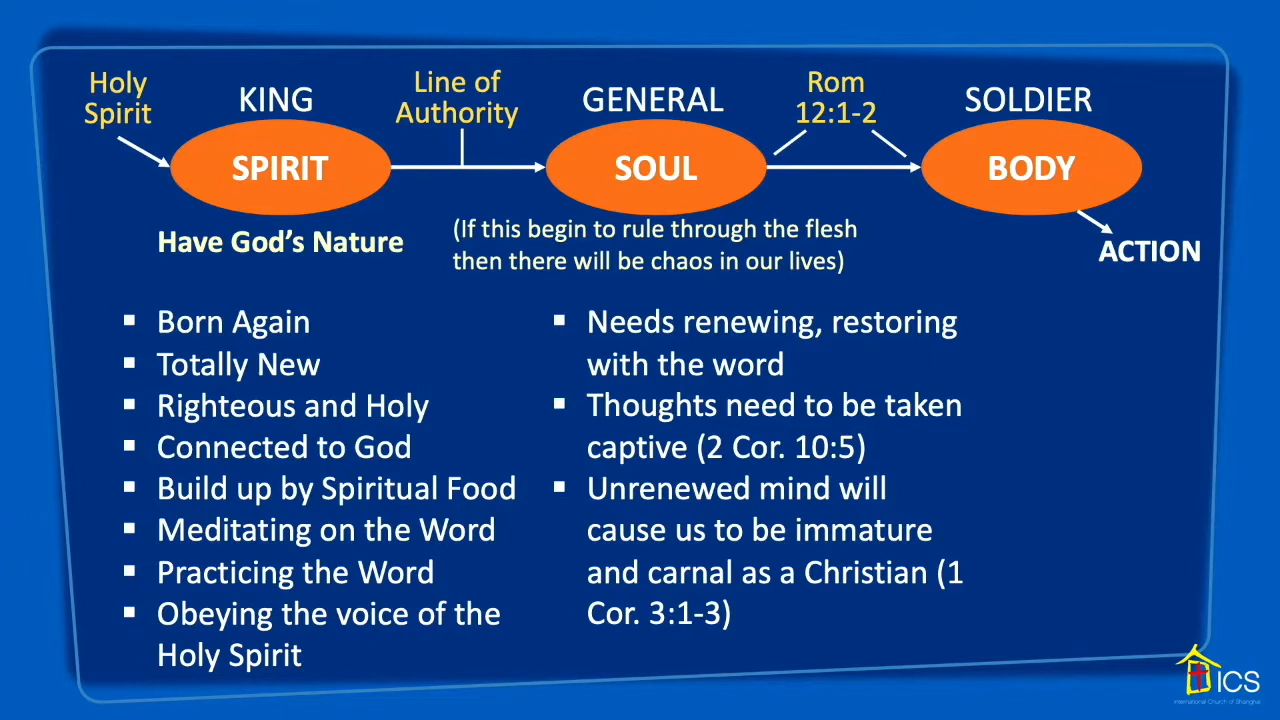 Holy
Spirit
KING
Line of
Authority
GENERAL
Rom
12:1-2
SOLDIER
SPIRIT
SOUL
BODY
Have God's Nature
(If this begin to rule through the flesh
then there will be chaos in our lives)
ACTION
▪ Born Again
▪ Totally New
▪ Righteous and Holy
▪ Connected to God
▪ Build up by Spiritual Food
▪ Meditating on the Word
▪ Practicing the Word
▪ Obeying the voice of the
Holy Spirit
▪ Needs renewing, restoring
with the word
▪ Thoughts need to be taken
captive (2 Cor. 10:5)
▪ Unrenewed mind will
cause us to be immature
and carnal as a Christian (1
Cor. 3:1-3)
ICS
International Church of Shanghai